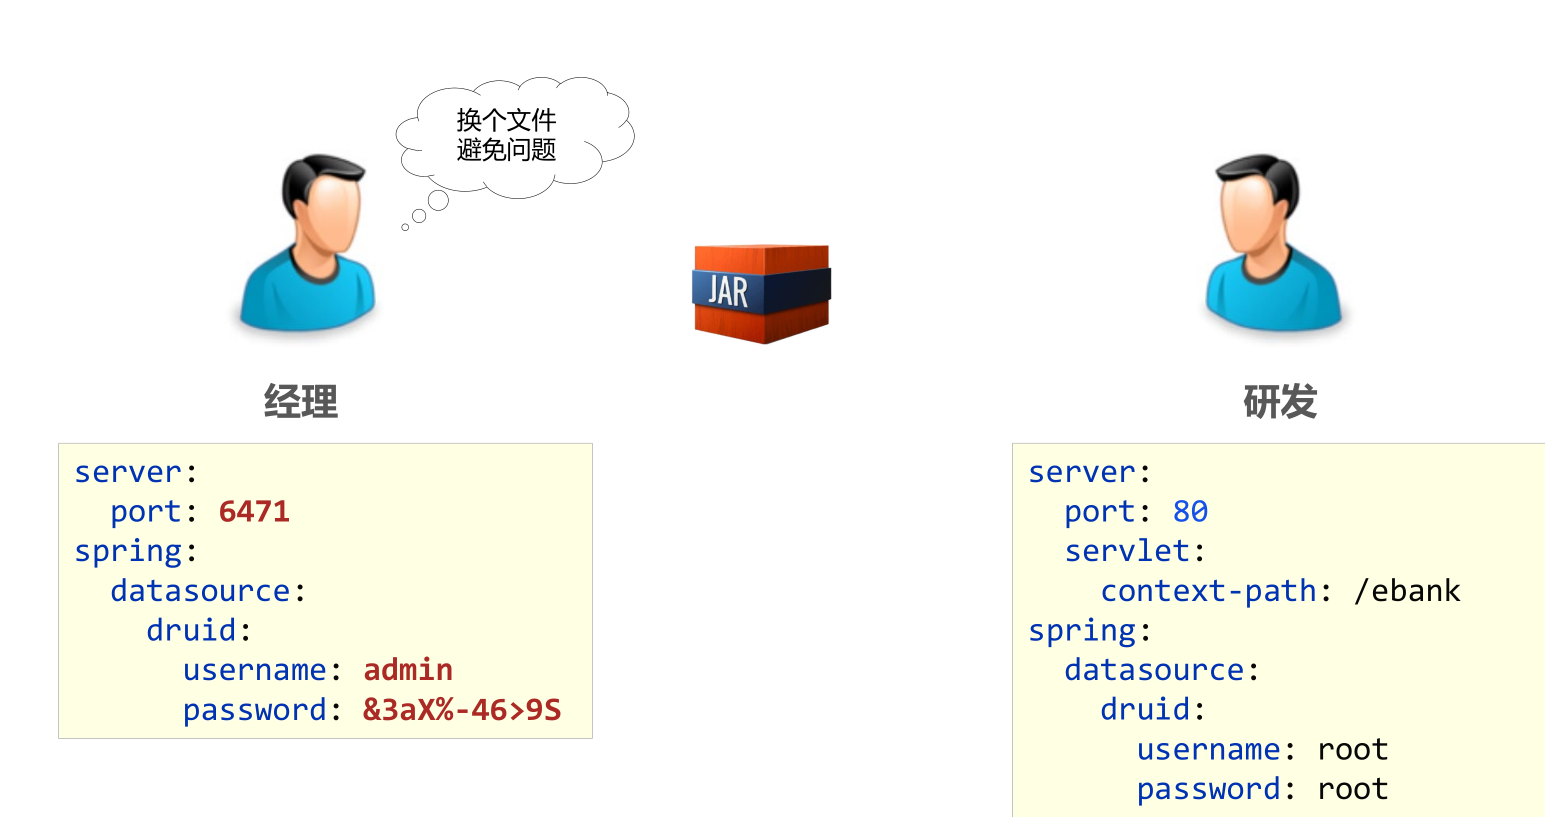 换个文件
避免问题
JAR
经理
研发
server:
  port: 6471
spring:
  datasource:
    druid:
      username: admin
      password: &3aX%-46>9S
server:
  port: 80
  servlet:
    context-path: /ebank
spring:
  datasource:
    druid:
      username: root
      password: root